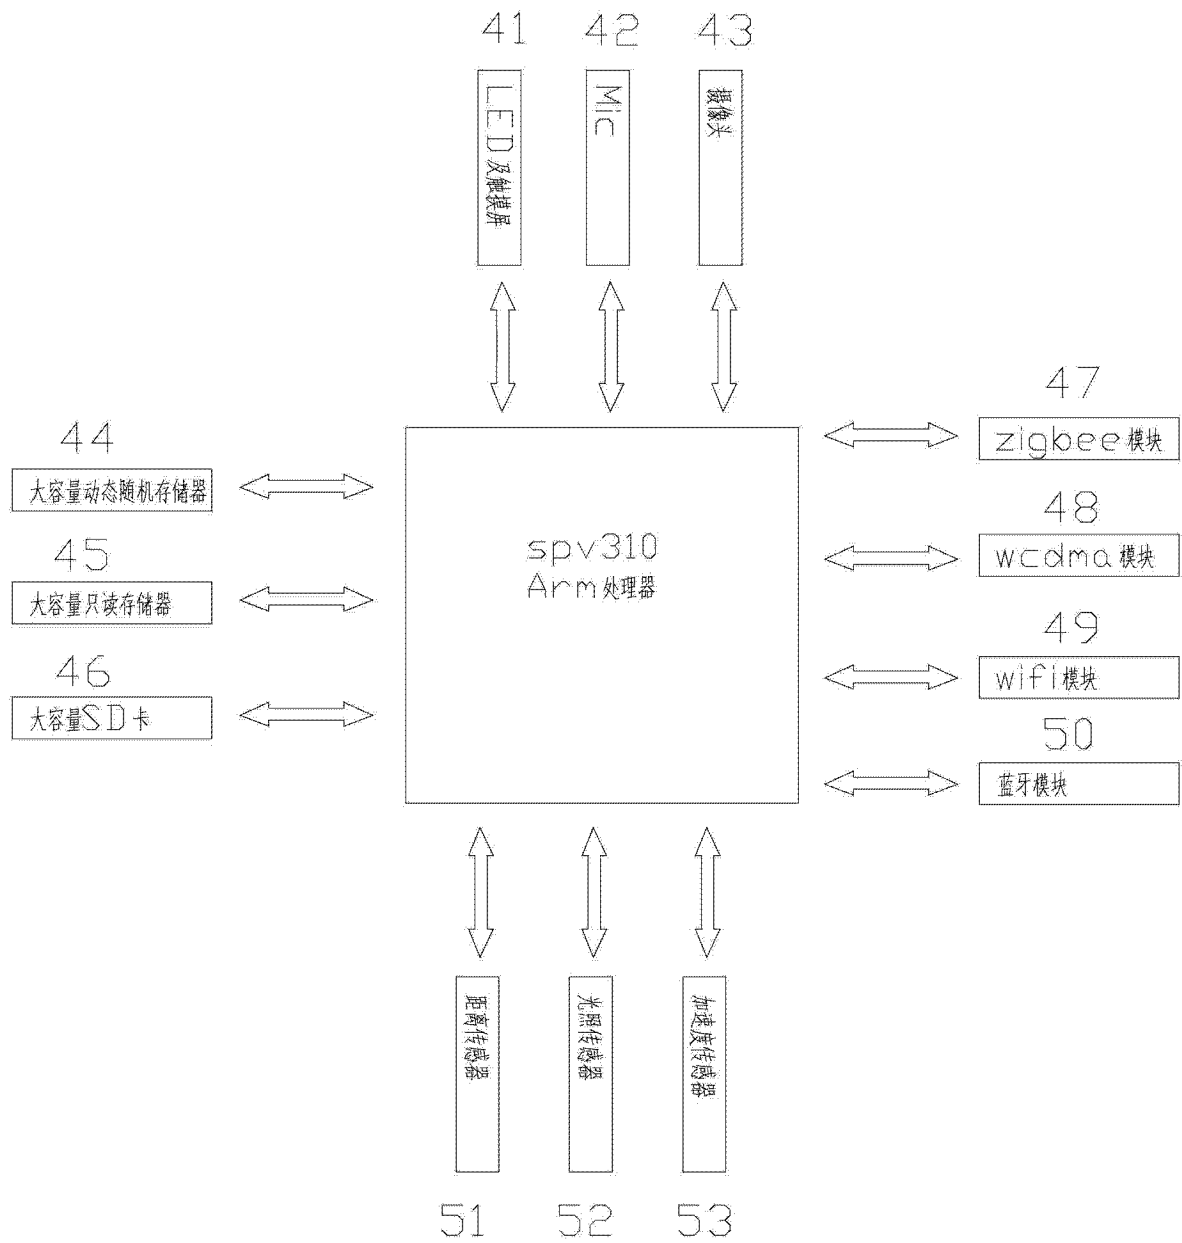 41
42
43
LED及触摸屏
Mic
摄像头
47
zigbee模块
44
大容量动态随机存储器
48
wcdma模块
spv310
Arm处理器
45
大容量只读存储器
49
wifi模块
46
大容量SD卡
50
蓝牙模块
距离传感器
光照传感器
加速度传感器
51
52
53